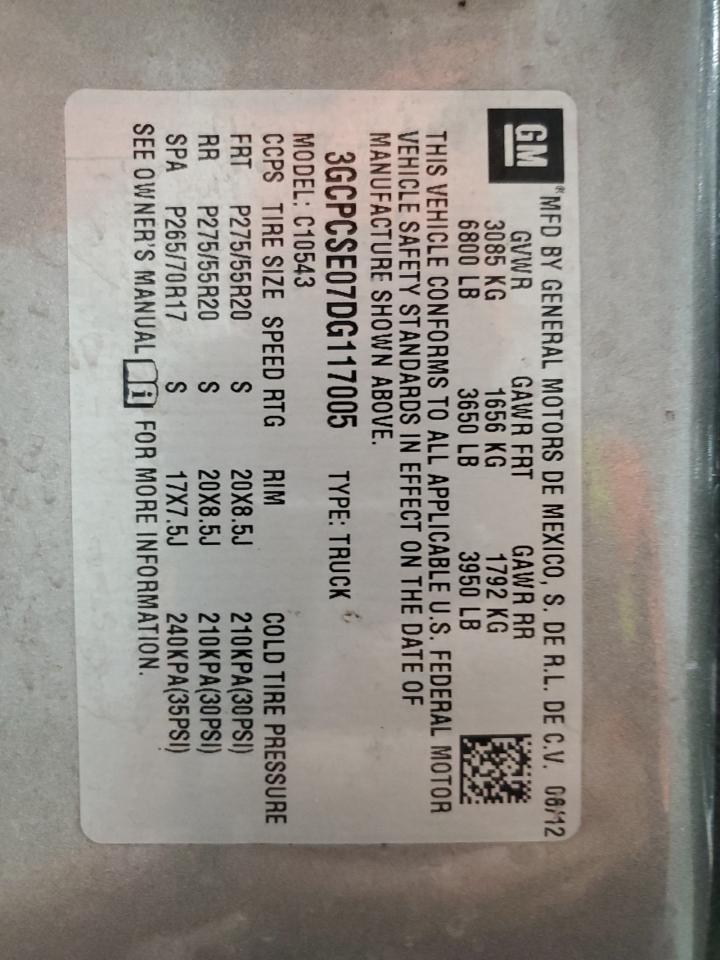 GM® MFD BY GENERAL MOTORS DE MEXICO, S. DE R.L. DE C.V. 06/12
GVWR GAWR FRT GAWR RR
3085 KG 1656 KG 1792 KG
6800 LB 3650 LB 3950 LB
THIS VEHICLE CONFORMS TO ALL APPLICABLE U.S. FEDERAL MOTOR
VEHICLE SAFETY STANDARDS IN EFFECT ON THE DATE OF
MANUFACTURE SHOWN ABOVE.
3GCPCSE07DG117005 TYPE: TRUCK
MODEL: C10543
CCPS TIRE SIZE SPEED RTG RIM COLD TIRE PRESSURE
FRT P275/55R20 S 20X8.5J 210KPA(30PSI)
RR P275/55R20 S 20X8.5J 210KPA(30PSI)
SPA P265/70R17 S 17X7.5J 240KPA(35PSI)
SEE OWNER'S MANUAL i FOR MORE INFORMATION.